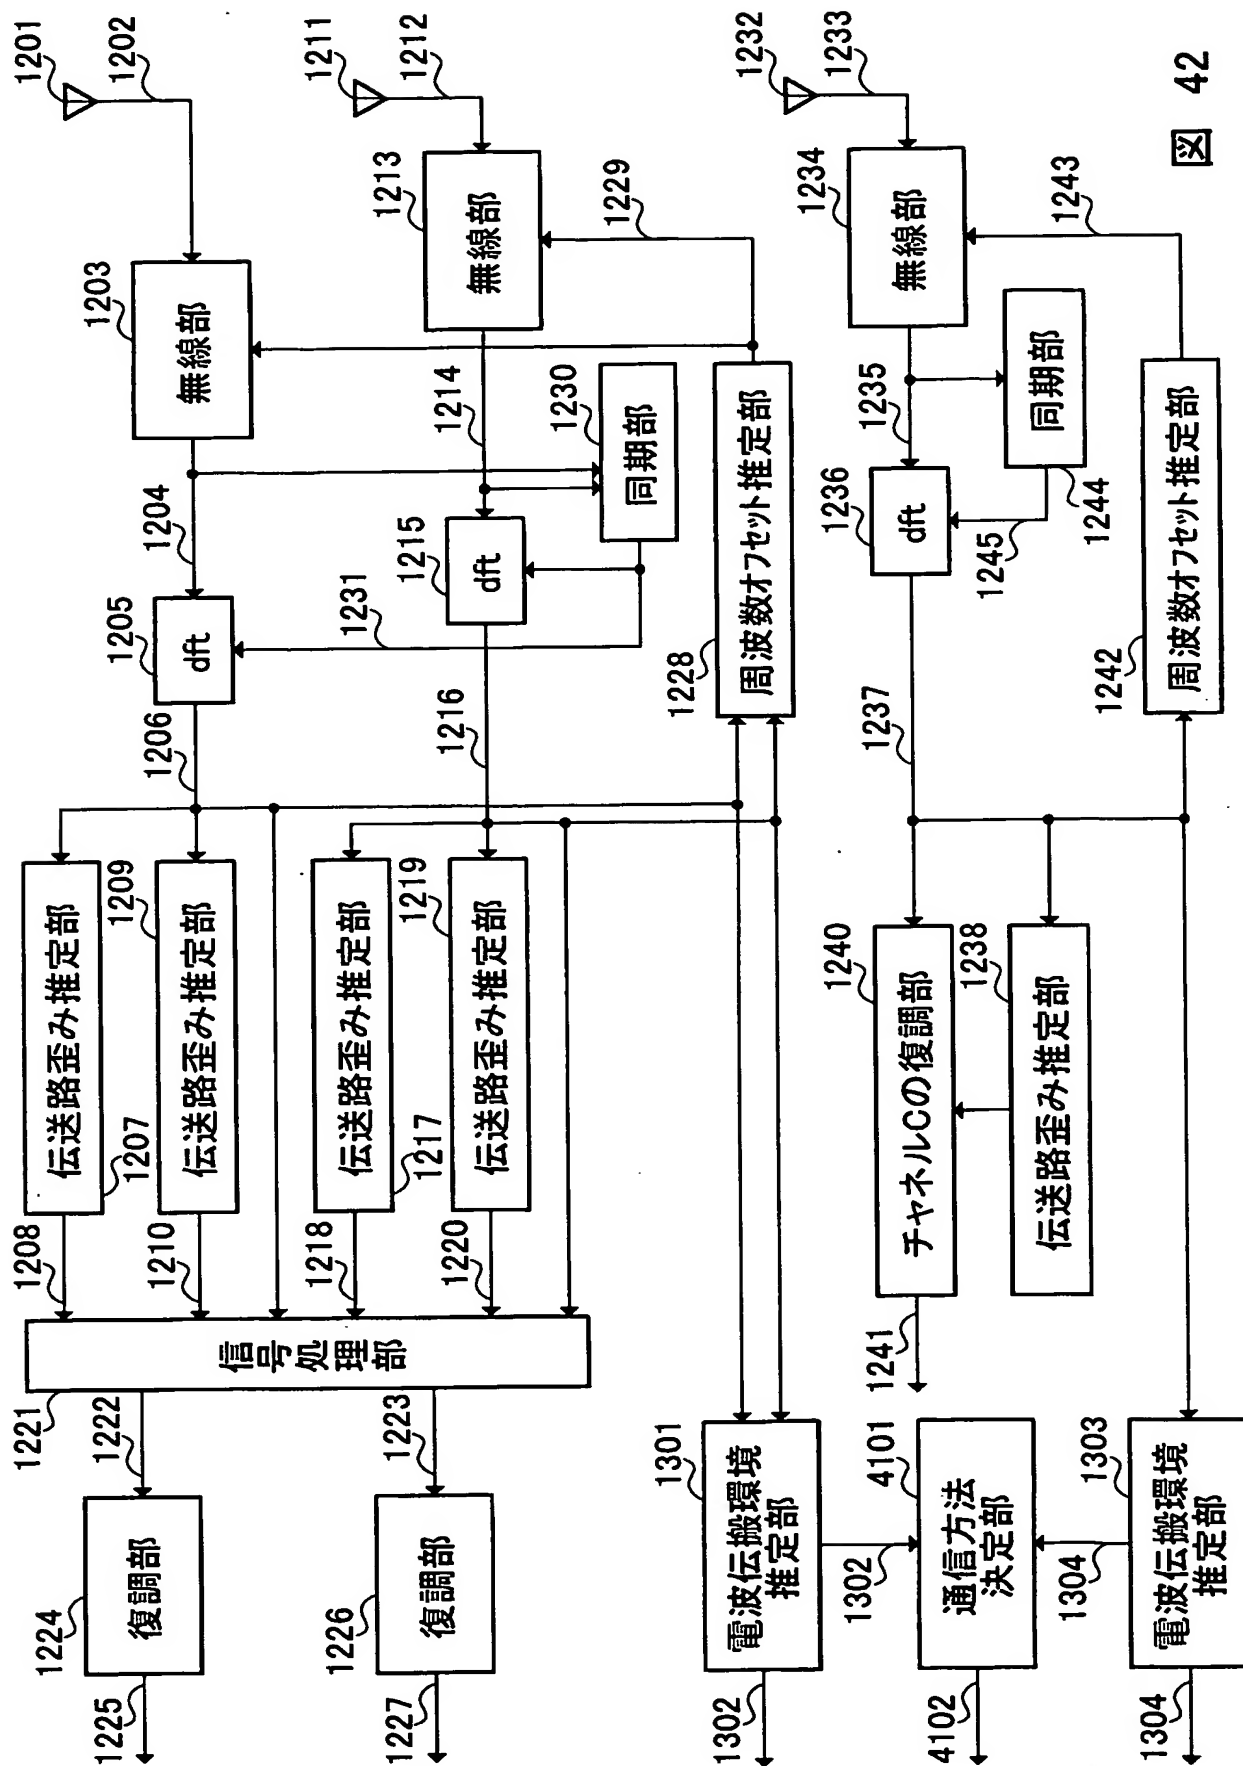 1201
1202
1203
無線部
1204
1205
dft
1206
1207
伝送路歪み推定部
1208
1209
伝送路歪み推定部
1210
1211
1212
1213
無線部
1214
1215
dft
1216
1217
伝送路歪み推定部
1218
1219
伝送路歪み推定部
1220
1221
信号処理部
1222
1223
1224
復調部
1225
1226
復調部
1227
1228
周波数オフセット推定部
1229
1230
同期部
1231
1232
1233
1234
無線部
1235
1236
dft
1237
1238
伝送路歪み推定部
1240
チャネルCの復調部
1241
1242
周波数オフセット推定部
1243
1244
同期部
1245
1301
電波伝搬環境
推定部
1302
1302
4101
通信方法
決定部
4102
1303
電波伝搬環境
推定部
1304
1304
図 42